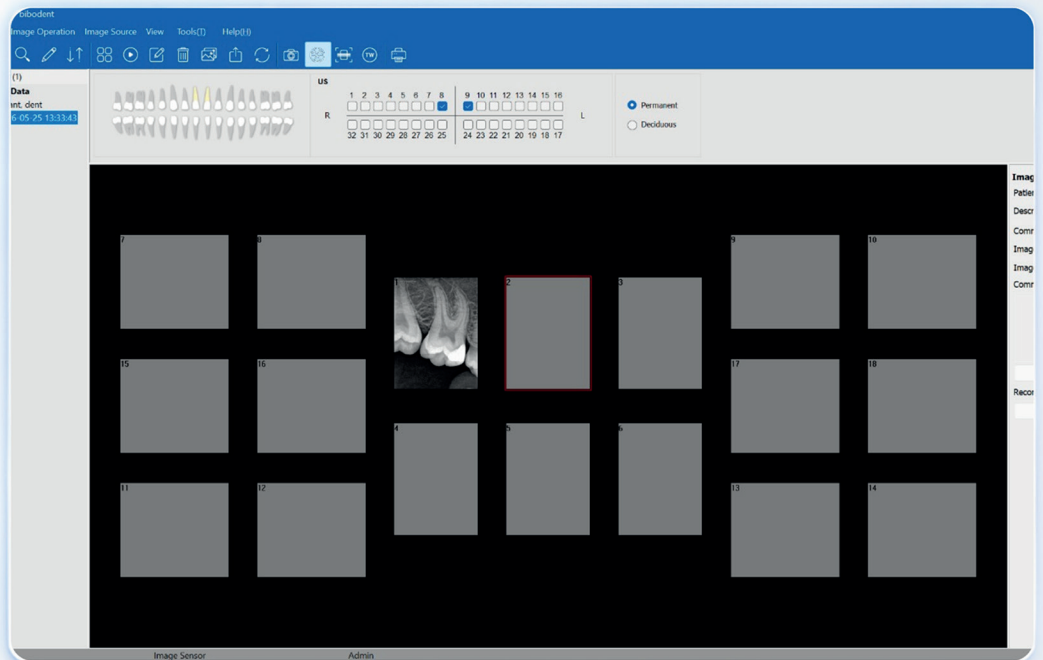 bibodent
Image Operation Image Source View Tools(T) Help(H)
TW
(1)
Data
nt, dent
6-05-25 13:33:43
US
1 2 3 4 5 6 7 8 9 10 11 12 13 14 15 16
R L
32 31 30 29 28 27 26 25 24 23 22 21 20 19 18 17
Permanent
Deciduous
7 8 9 10
1 2 3
15 16 17 18
4 5 6
11 12 13 14
Imag
Patier
Descr
Comr
Imag
Imag
Comr
Recor
Image Sensor Admin